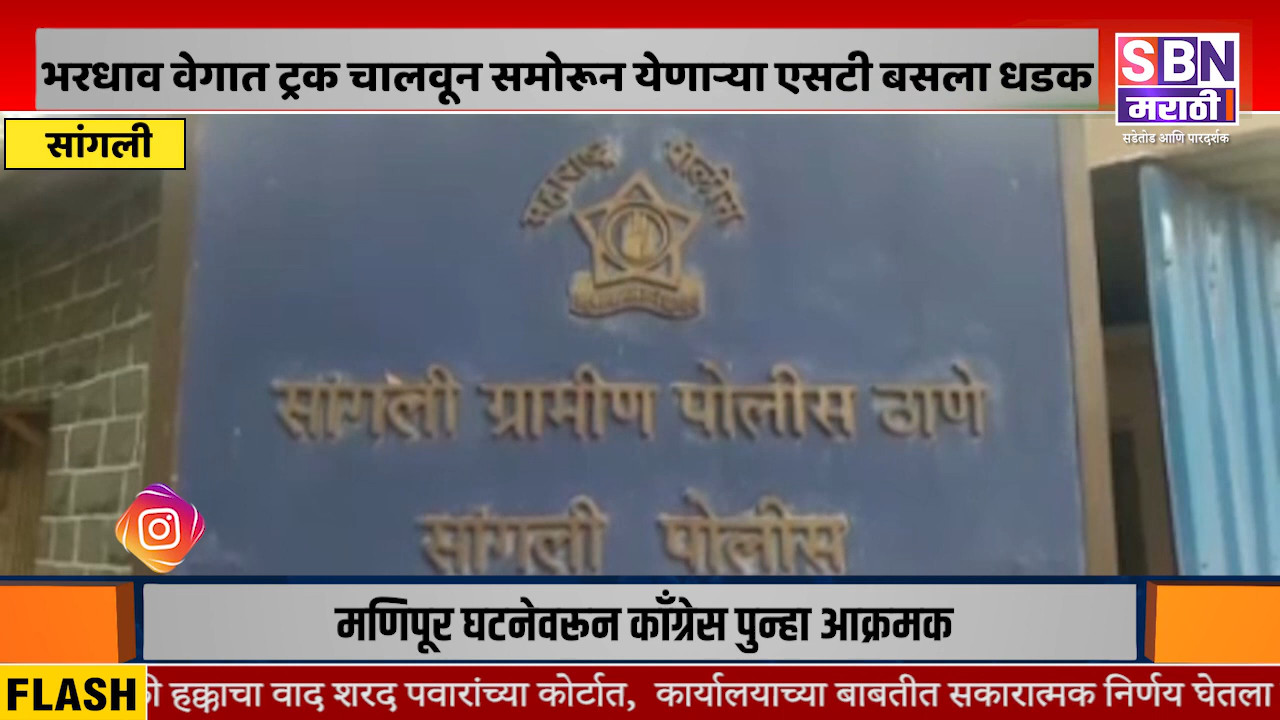 भरधाव वेगात ट्रक चालवून समोरून येणाऱ्या एसटी बसला धडक
SBN
मराठी
सडेतोड आणि पारदर्शक
सांगली
महाराष्ट्र पोलीस
सांगली ग्रामीण पोलीस ठाणे
सांगली पोलीस
मणिपूर घटनेवरून काँग्रेस पुन्हा आक्रमक
FLASH
हक्काचा वाद शरद पवारांच्या कोर्टात, कार्यालयाच्या बाबतीत सकारात्मक निर्णय घेतला